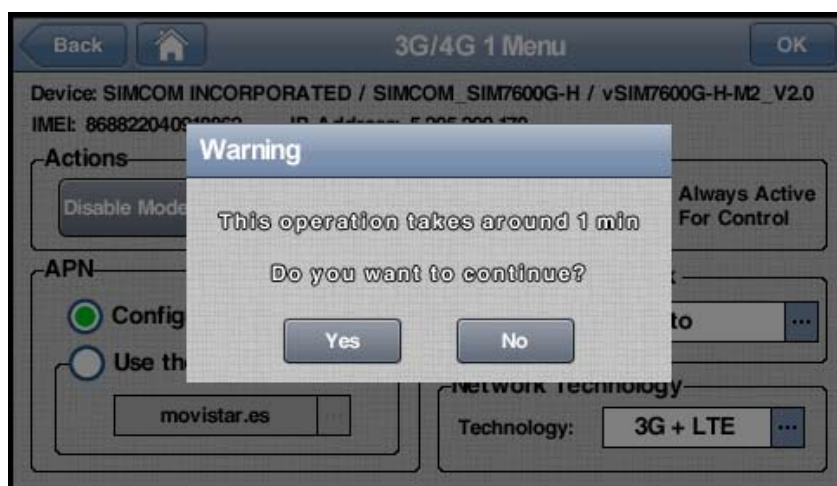 Back
3G/4G 1 Menu
OK
Device: SIMCOM INCORPORATED / SIMCOM_SIM7600G-H / vSIM7600G-H-M2_V2.0
IMEI:
Actions
Warning
Disable Mode
This operation takes around 1 min
Always Active
For Control
Do you want to continue?
APN
Config
to
...
Yes
No
Use the
Network Technology
movistar.es
...
Technology:
3G + LTE
...